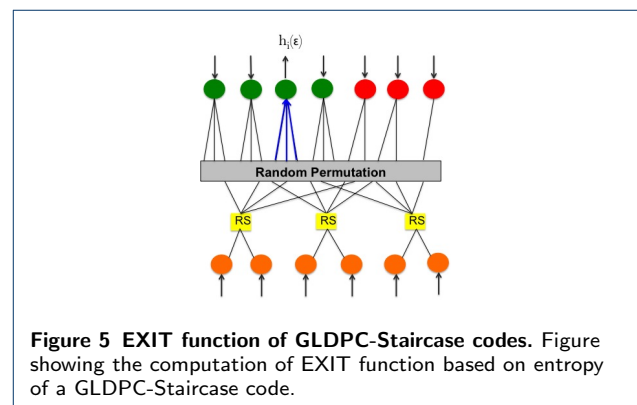 hᵢ(ε)
Random Permutation
RS RS RS
Figure 5 EXIT function of GLDPC-Staircase codes. Figure
showing the computation of EXIT function based on entropy
of a GLDPC-Staircase code.